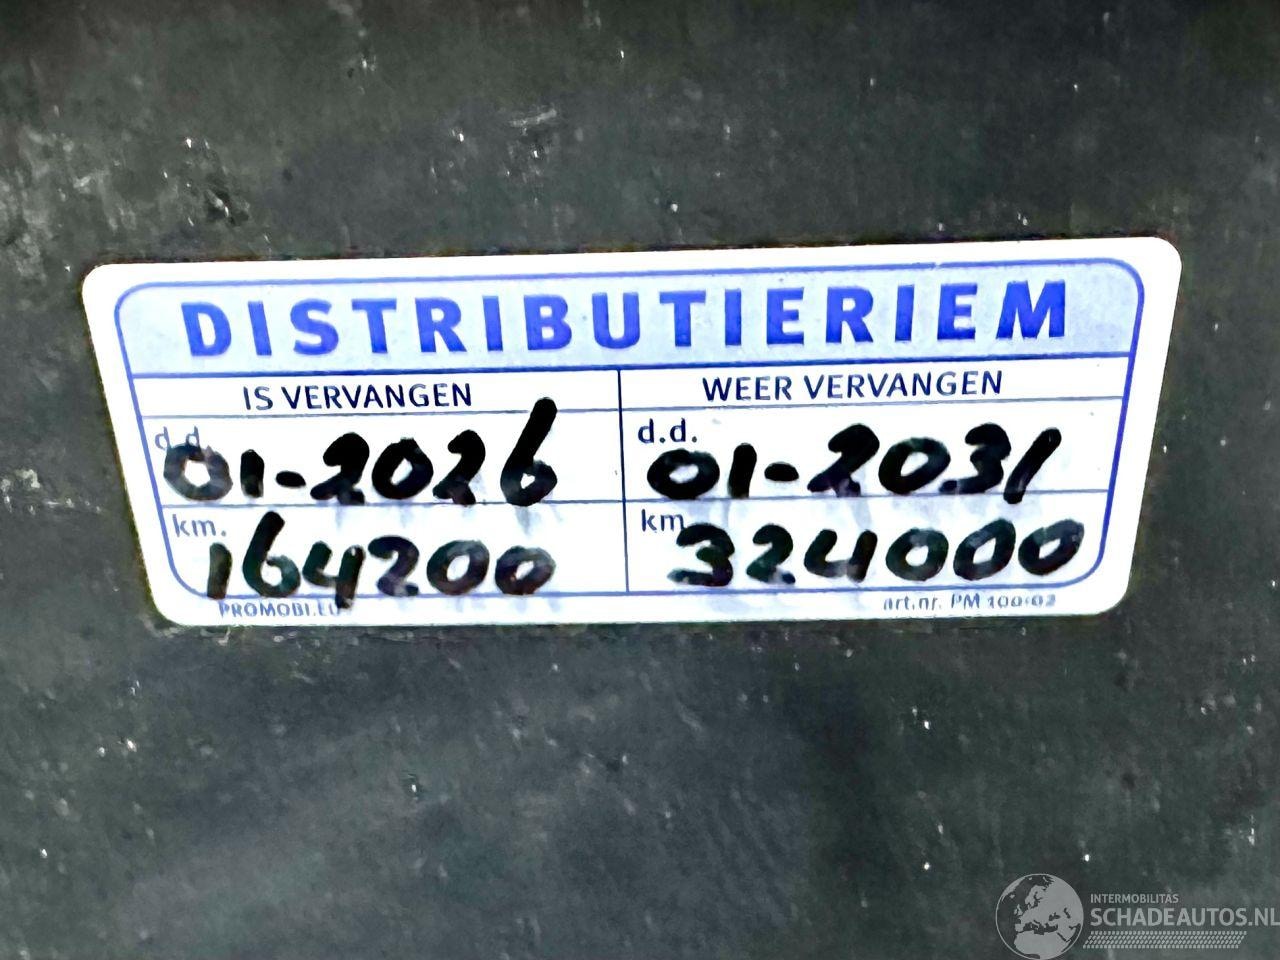 DISTRIBUTIERIEM
IS VERVANGEN WEER VERVANGEN
d.d. 01-2026 d.d. 01-2031
km. 164200 km 324000
PROMOBI.EU art.nr. PM 100-02
INTERMOBILITAS
SCHADEAUTOS.NL